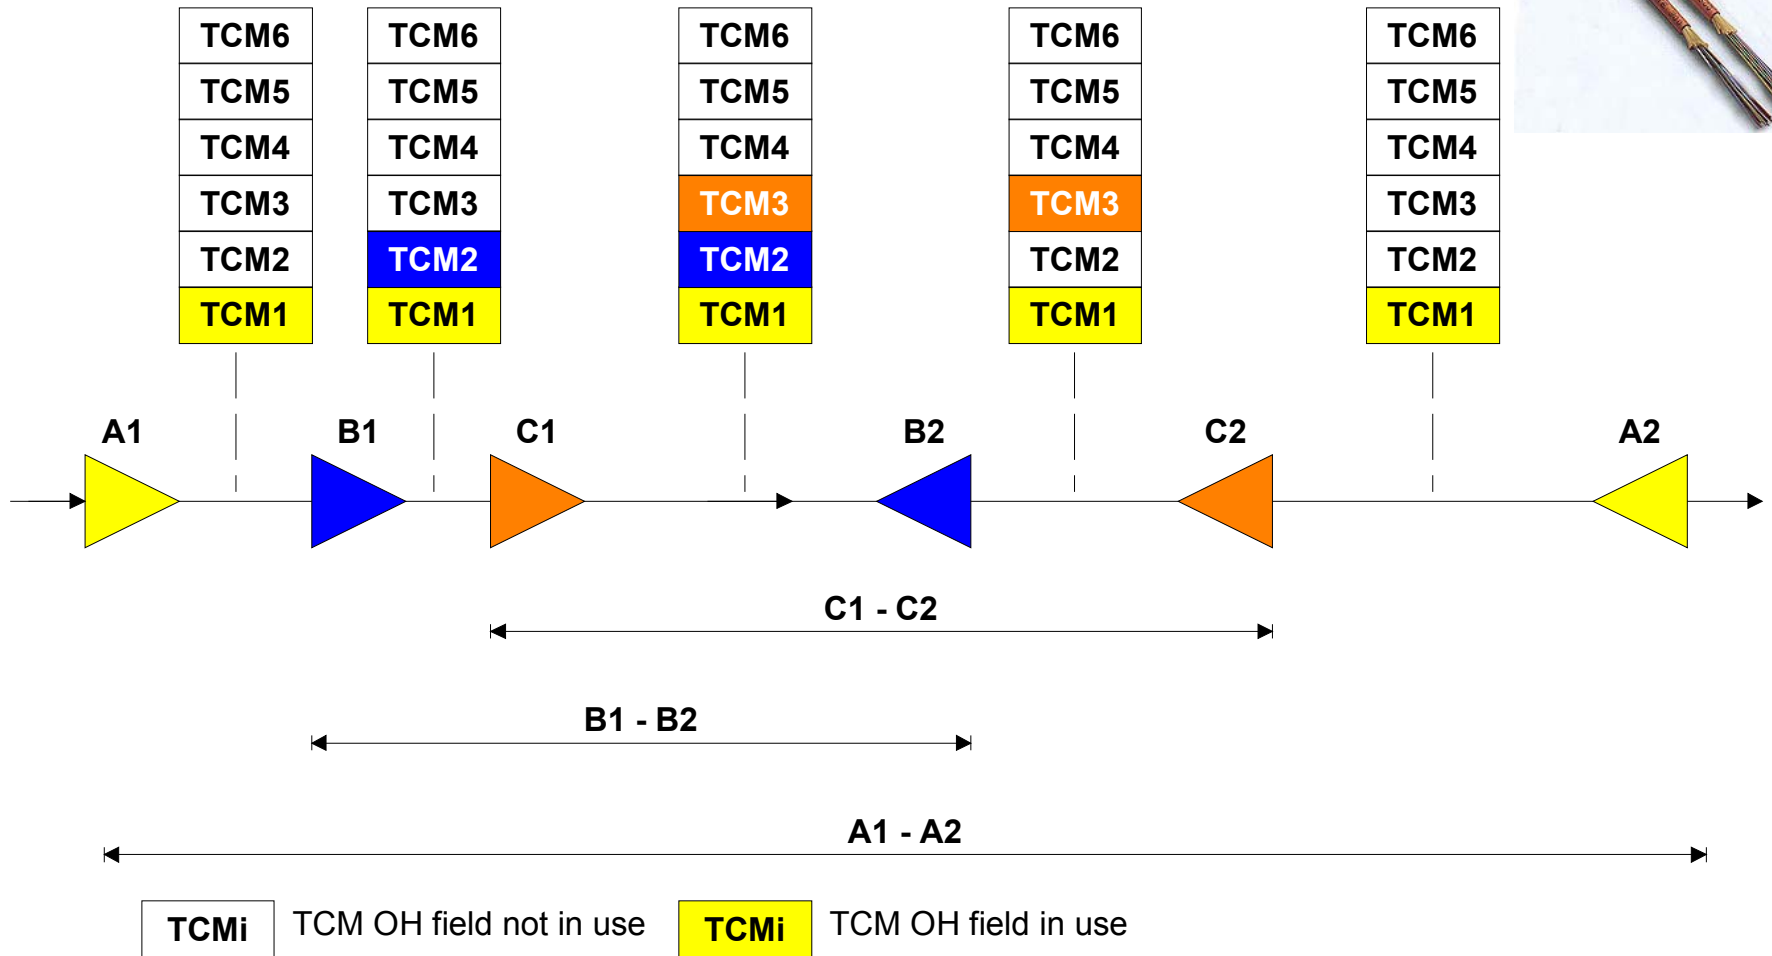 TCM6 TCM6 TCM6 TCM6 TCM6
TCM5 TCM5 TCM5 TCM5 TCM5
TCM4 TCM4 TCM4 TCM4 TCM4
TCM3 TCM3 TCM3 TCM3 TCM3
TCM2 TCM2 TCM2 TCM2 TCM2
TCM1 TCM1 TCM1 TCM1 TCM1
A1 B1 C1 B2 C2 A2
C1 - C2
B1 - B2
A1 - A2
TCMi TCM OH field not in use TCMi TCM OH field in use